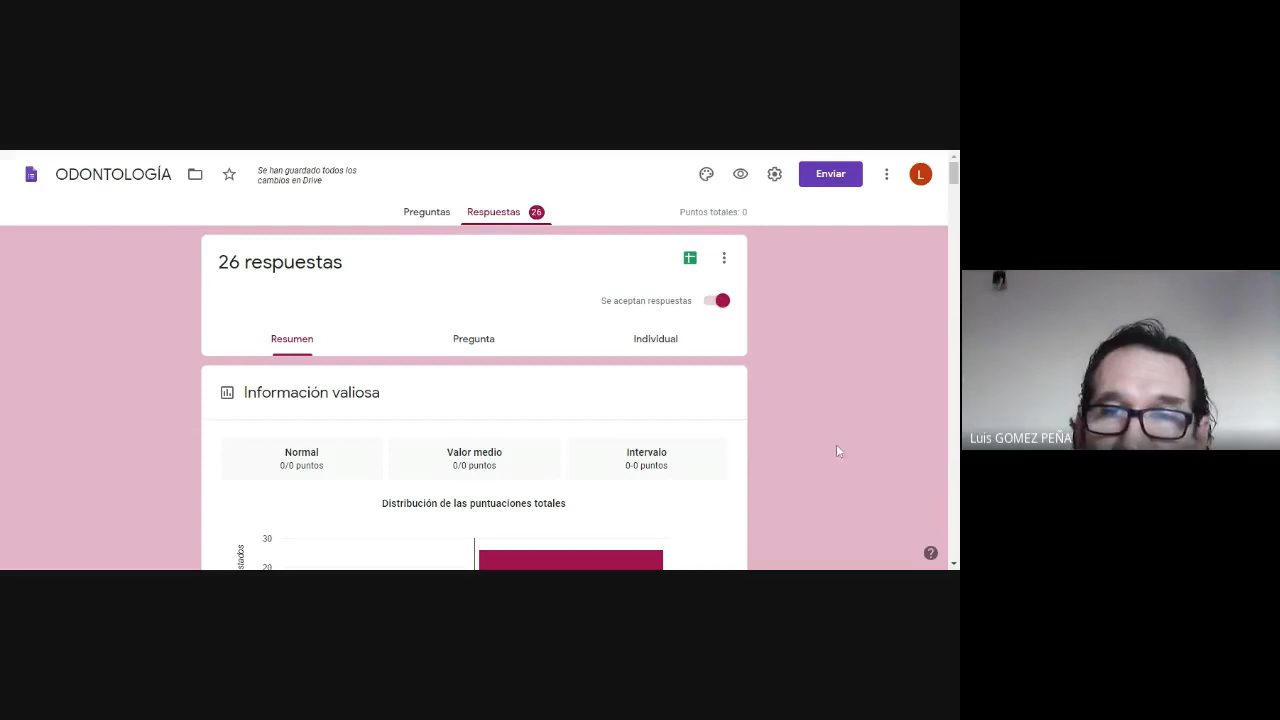 ODONTOLOGÍA
Se han guardado todos los
cambios en Drive
Enviar
L
Preguntas
Respuestas 26
Puntos totales: 0
26 respuestas
Se aceptan respuestas
Resumen
Pregunta
Individual
Información valiosa
Normal
0/0 puntos
Valor medio
0/0 puntos
Intervalo
0-0 puntos
Distribución de las puntuaciones totales
30
20
Luis GOMEZ PEÑA